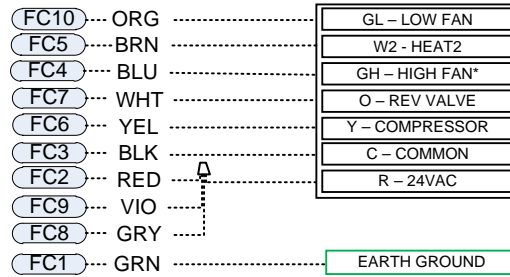 FC10 ORG GL – LOW FAN
FC5 BRN W2 - HEAT2
FC4 BLU GH – HIGH FAN*
FC7 WHT O – REV VALVE
FC6 YEL Y – COMPRESSOR
FC3 BLK C – COMMON
FC2 RED R – 24VAC
FC9 VIO
FC8 GRY
FC1 GRN EARTH GROUND